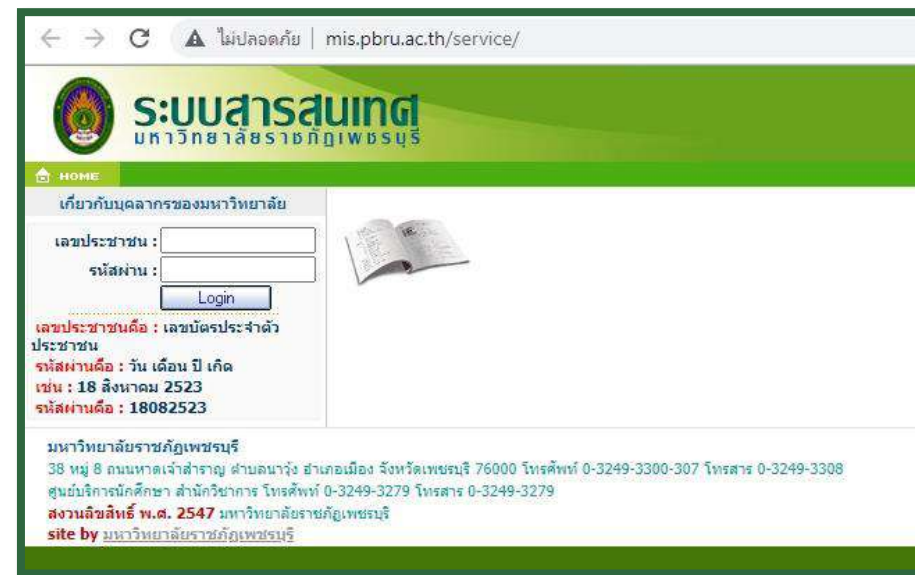 ไม่ปลอดภัย | mis.pbru.ac.th/service/
ระบบสารสนเทศ
มหาวิทยาลัยราชภัฏเพชรบุรี
HOME
เกี่ยวกับบุคลากรของมหาวิทยาลัย
เลขประชาชน :
รหัสผ่าน :
Login
เลขประชาชนคือ : เลขบัตรประจำตัว
ประชาชน
รหัสผ่านคือ : วัน เดือน ปี เกิด
เช่น : 18 สิงหาคม 2523
รหัสผ่านคือ : 18082523
มหาวิทยาลัยราชภัฏเพชรบุรี
38 หมู่ 8 ถนนหาดเจ้าสำราญ ตำบลนาวุ้ง อำเภอเมือง จังหวัดเพชรบุรี 76000 โทรศัพท์ 0-3249-3300-307 โทรสาร 0-3249-3308
ศูนย์บริการนักศึกษา สำนักวิชาการ โทรศัพท์ 0-3249-3279 โทรสาร 0-3249-3279
สงวนลิขสิทธิ์ พ.ศ. 2547 มหาวิทยาลัยราชภัฏเพชรบุรี
site by มหาวิทยาลัยราชภัฏเพชรบุรี